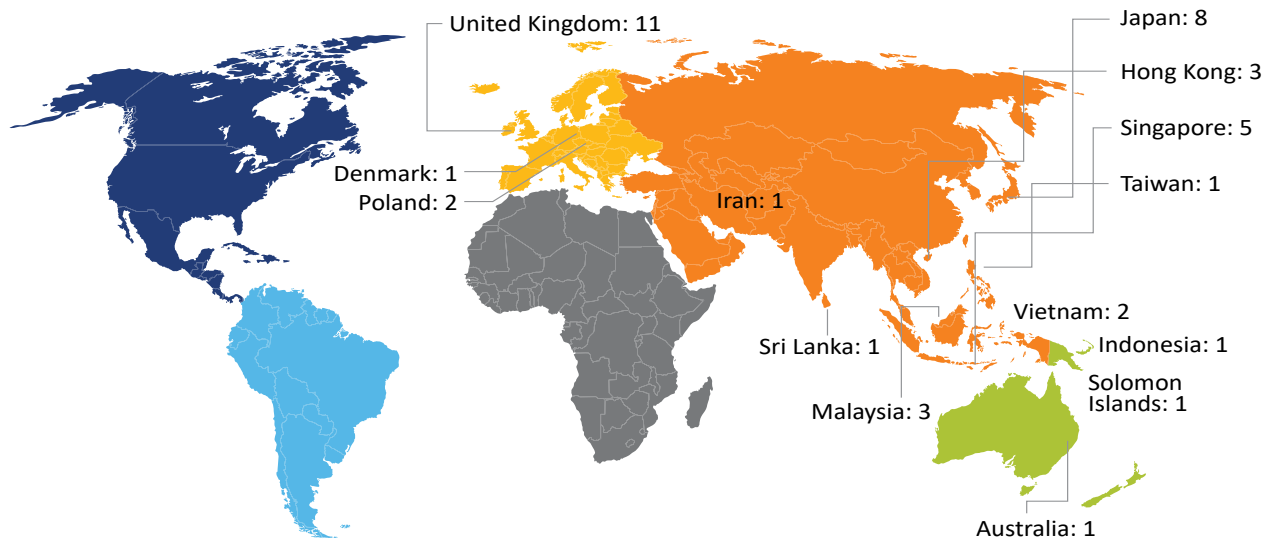 United Kingdom: 11
Japan: 8
Hong Kong: 3
Singapore: 5
Denmark: 1
Taiwan: 1
Poland: 2
Iran: 1
Vietnam: 2
Sri Lanka: 1
Indonesia: 1
Solomon
Islands: 1
Malaysia: 3
Australia: 1